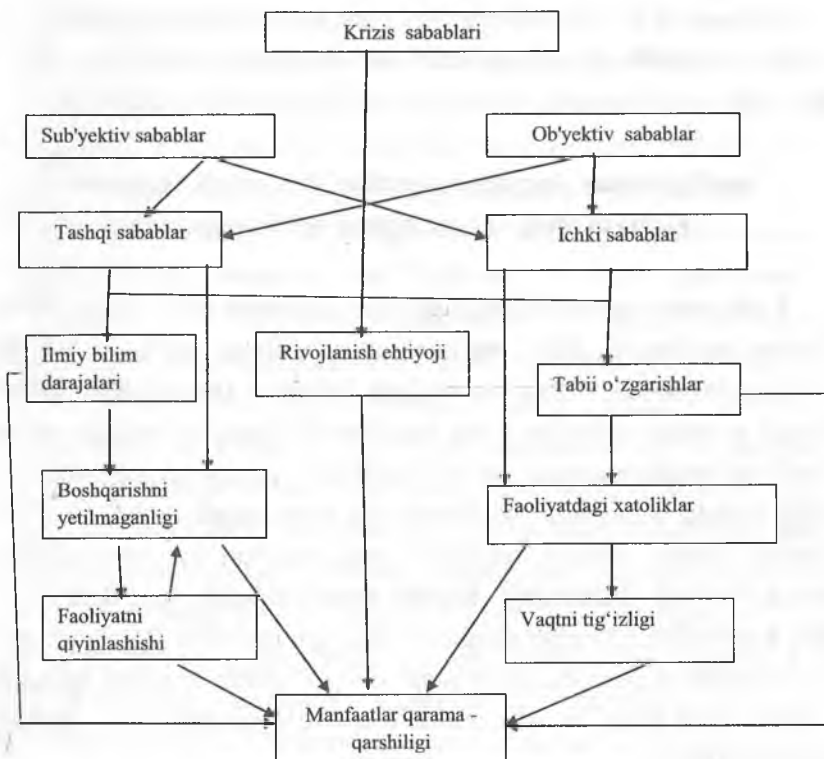 Krizis sabablari
Sub'yektiv sabablar
Ob'yektiv sabablar
Tashqi sabablar
Ichki sabablar
Ilmiy bilim
darajalari
Rivojlanish ehtiyoji
Tabii o‘zgarishlar
Boshqarishni
yetilmaganligi
Faoliyatdagi xatoliklar
Faoliyatni
qiyinlashishi
Vaqtni tig‘izligi
Manfaatlar qarama -
qarshiligi